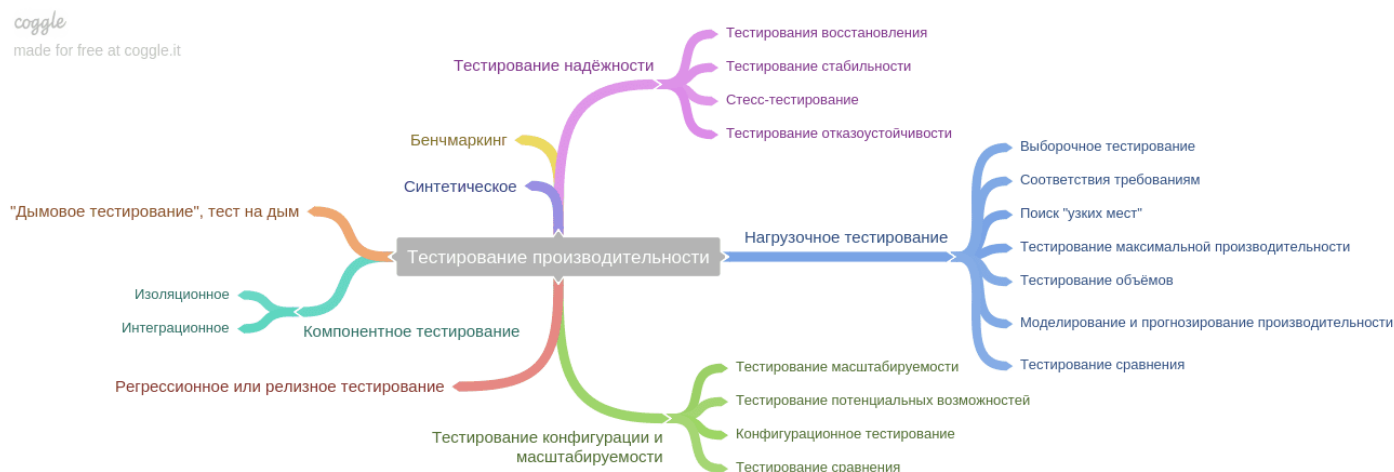 coggle
made for free at coggle.it
Тестирование надёжности
Тестирования восстановления
Тестирование стабильности
Стесс-тестирование
Тестирование отказоустойчивости
Бенчмаркинг
Синтетическое
"Дымовое тестирование", тест на дым
Тестирование производительности
Нагрузочное тестирование
Выборочное тестирование
Соответствия требованиям
Поиск "узких мест"
Тестирование максимальной производительности
Тестирование объёмов
Моделирование и прогнозирование производительности
Тестирование сравнения
Изоляционное
Интеграционное
Компонентное тестирование
Регрессионное или релизное тестирование
Тестирование конфигурации и
масштабируемости
Тестирование масштабируемости
Тестирование потенциальных возможностей
Конфигурационное тестирование
Тестирование сравнения